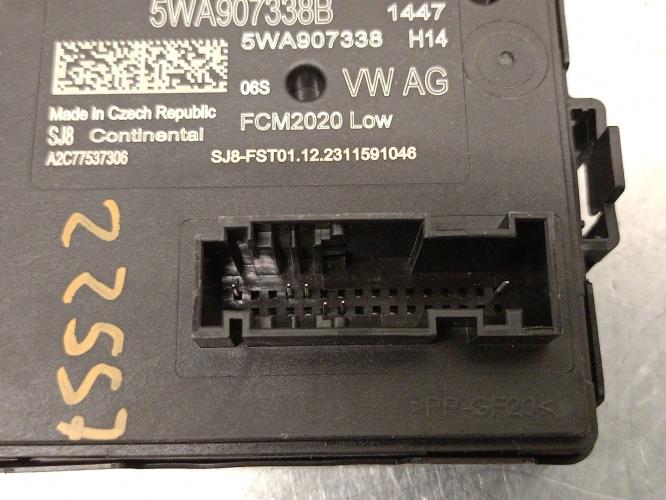 5WA907338B 1447
5WA907338 H14
06S VW AG
Made in Czech Republic
SJ8 Continental FCM2020 Low
A2C77537306 SJ8-FST01.12.2311591046
22557
>PP-GF20<